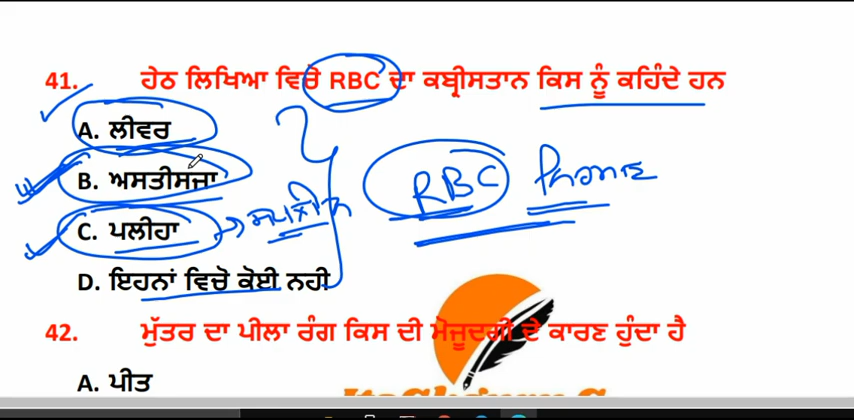 41. ਹੇਠ ਲਿਖਿਆ ਵਿਚੋ RBC ਦਾ ਕਬ੍ਰੀਸਤਾਨ ਕਿਸ ਨੂੰ ਕਹਿੰਦੇ ਹਨ
A. ਲੀਵਰ
B. ਅਸਤੀਸਜਾ
RBC
C. ਪਲੀਹਾ
D. ਇਹਨਾਂ ਵਿਚੋ ਕੋਈ ਨਹੀ
42. ਮੁੱਤਰ ਦਾ ਪੀਲਾ ਰੰਗ ਕਿਸ ਦੀ ਮੋਜੂਦਗੀ ਦੇ ਕਾਰਣ ਹੁੰਦਾ ਹੈ
A. ਪੀਤ